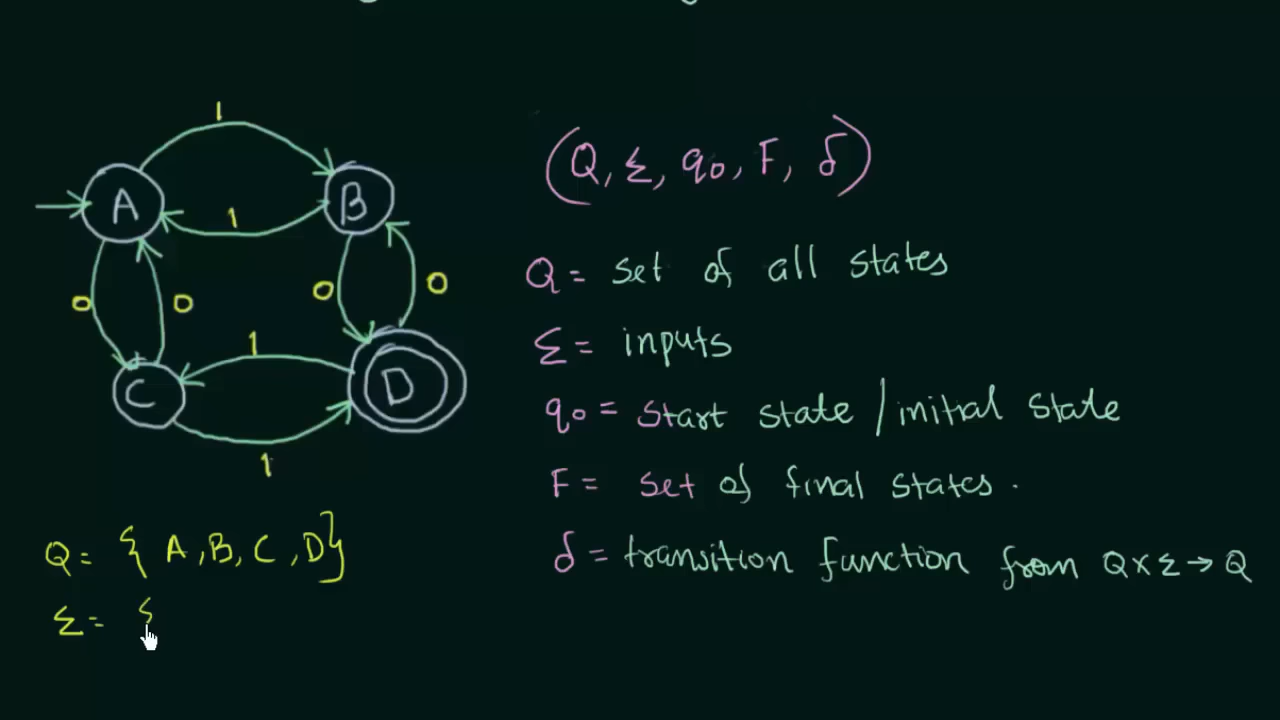 (Q, Σ, q0, F, δ)
Q = set of all states
Σ = inputs
q0 = Start state / initial state
F = set of final states.
δ = transition function from Q x Σ → Q
1
A
B
1
0
0
0
0
1
C
D
1
Q = { A, B, C, D}
Σ = {